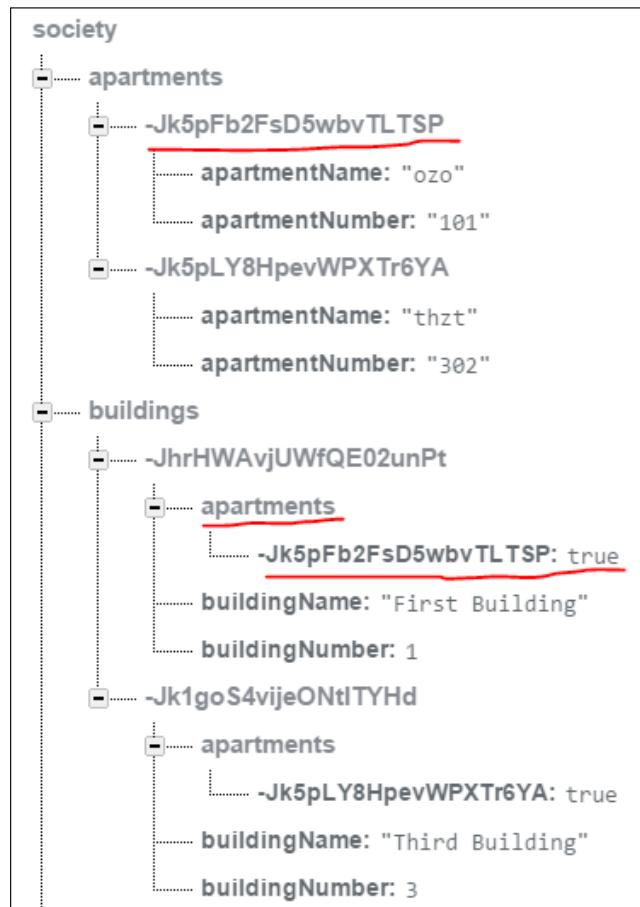 society
apartments
-Jk5pFb2FsD5wbvTLTSP
apartmentName: "ozo"
apartmentNumber: "101"
-Jk5pLY8HpevWPXTr6YA
apartmentName: "thzt"
apartmentNumber: "302"
buildings
-JhrHWAvjUWfQE02unPt
apartments
-Jk5pFb2FsD5wbvTLTSP: true
buildingName: "First Building"
buildingNumber: 1
-Jk1goS4vijeONtITYHd
apartments
-Jk5pLY8HpevWPXTr6YA: true
buildingName: "Third Building"
buildingNumber: 3